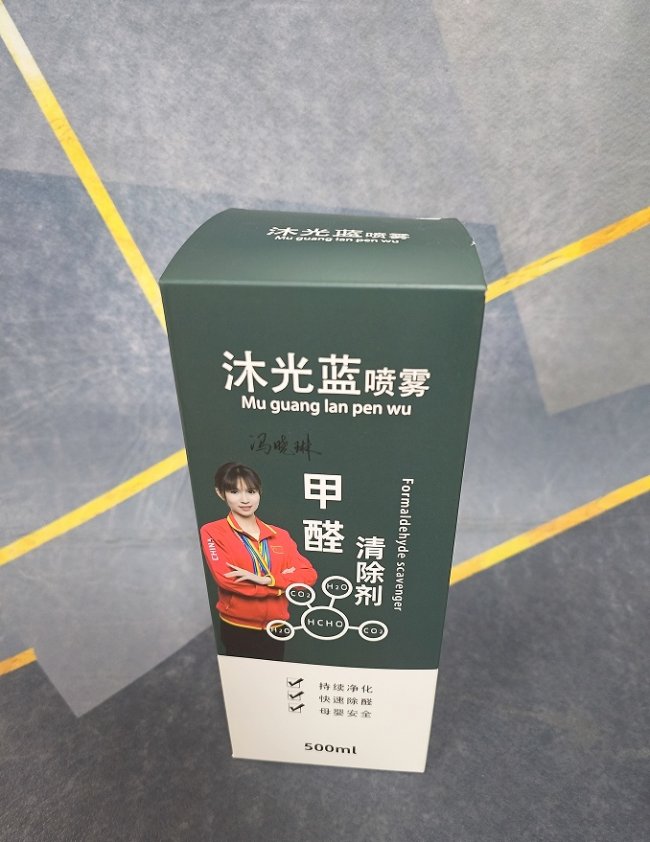 沐光蓝喷雾
Mu guang lan pen wu
沐光蓝喷雾
Mu guang lan pen wu
冯晓琳
甲醛
清除剂
Formaldehyde scavenger
CHINA
CO2
H2O
H2O
HCHO
CO2
持续净化
快速除醛
母婴安全
500ml